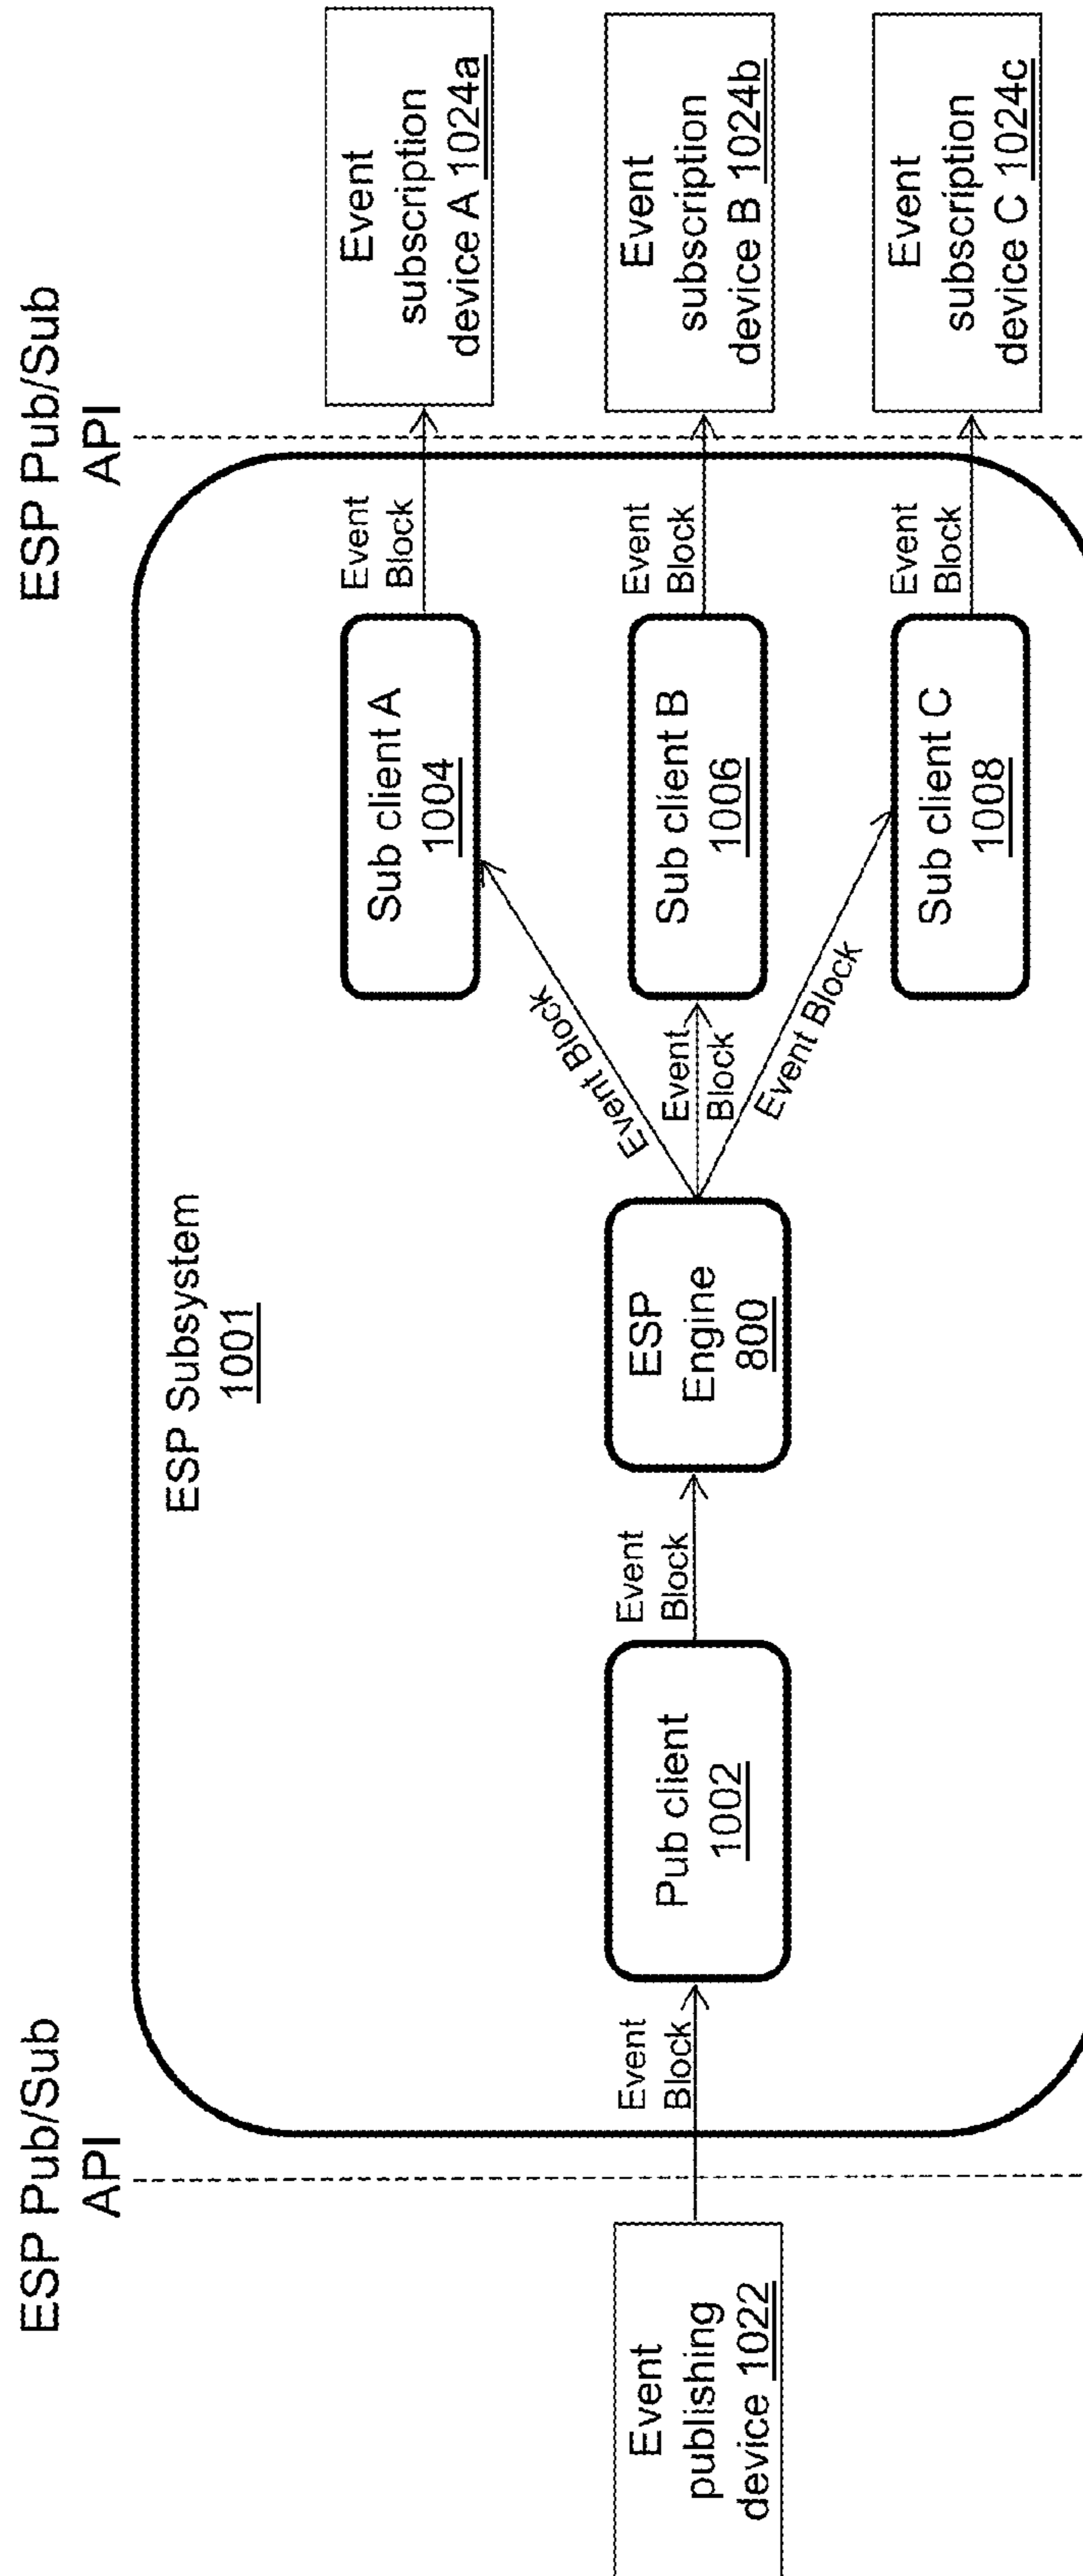 ESP Pub/Sub
API
ESP Pub/Sub
API
ESP Subsystem
1001
Event
publishing
device 1022
Event
Block
Pub client
1002
Event
Block
ESP
Engine
800
Event Block
Event
Block
Event Block
Sub client A
1004
Sub client B
1006
Sub client C
1008
Event
Block
Event
Block
Event
Block
Event
subscription
device A 1024a
Event
subscription
device B 1024b
Event
subscription
device C 1024c